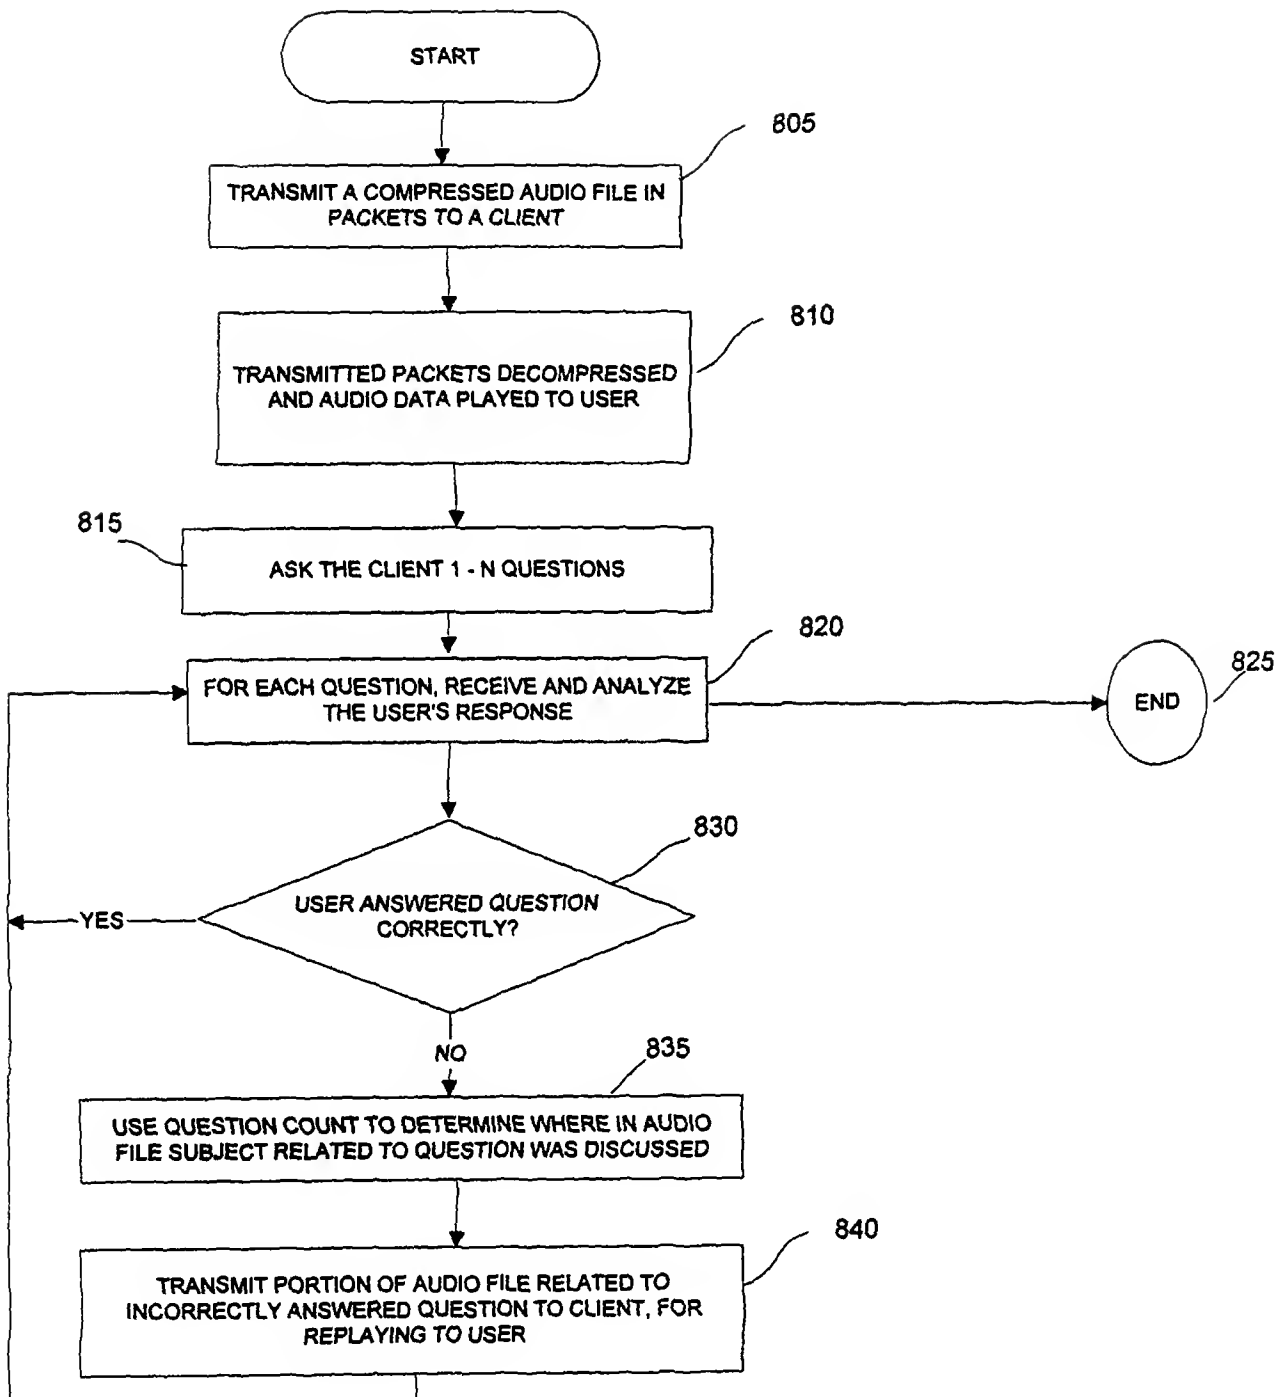 START
805
TRANSMIT A COMPRESSED AUDIO FILE IN
PACKETS TO A CLIENT
810
TRANSMITTED PACKETS DECOMPRESSED
AND AUDIO DATA PLAYED TO USER
815
ASK THE CLIENT 1 - N QUESTIONS
820
FOR EACH QUESTION, RECEIVE AND ANALYZE
THE USER'S RESPONSE
END
825
830
USER ANSWERED QUESTION
CORRECTLY?
YES
NO
835
USE QUESTION COUNT TO DETERMINE WHERE IN AUDIO
FILE SUBJECT RELATED TO QUESTION WAS DISCUSSED
840
TRANSMIT PORTION OF AUDIO FILE RELATED TO
INCORRECTLY ANSWERED QUESTION TO CLIENT, FOR
REPLAYING TO USER